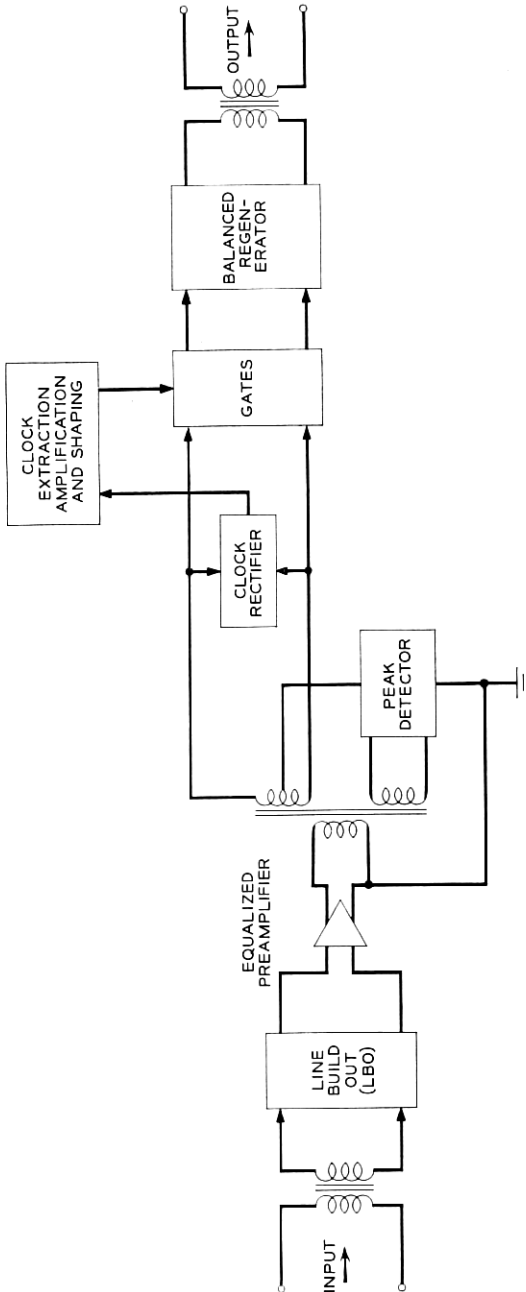 INPUT
LINE
BUILD
OUT
(LBO)
EQUALIZED
PREAMPLIFIER
PEAK
DETECTOR
CLOCK
RECTIFIER
CLOCK
EXTRACTION
AMPLIFICATION
AND SHAPING
GATES
BALANCED
REGEN-
ERATOR
OUTPUT